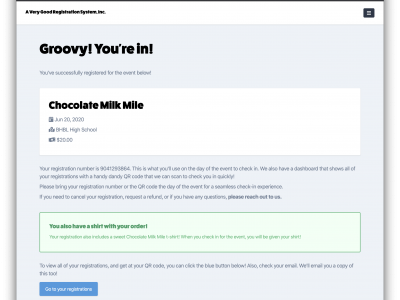 A Very Good Registration System, Inc.
Groovy! You're in!
You've successfully registered for the event below!
Chocolate Milk Mile
Jun 20, 2020
BHBL High School
$20.00
Your registration number is 9041293864. This is what you'll use on the day of the event to check in. We also have a dashboard that shows all of
your registrations with a handy dandy QR code that we can scan to check you in quickly!
Please bring your registration number or the QR code the day of the event for a seamless check-in experience.
If you need to cancel your registration, request a refund, or if you have any questions, please reach out to us.
You also have a shirt with your order!
Your registration also includes a sweet Chocolate Milk Mile t-shirt! When you check in for the event, you will be given your shirt!
To view all of your registrations, and get at your QR code, you can click the blue button below! Also, check your email. We'll email you a copy of
this too!
Go to your registrations